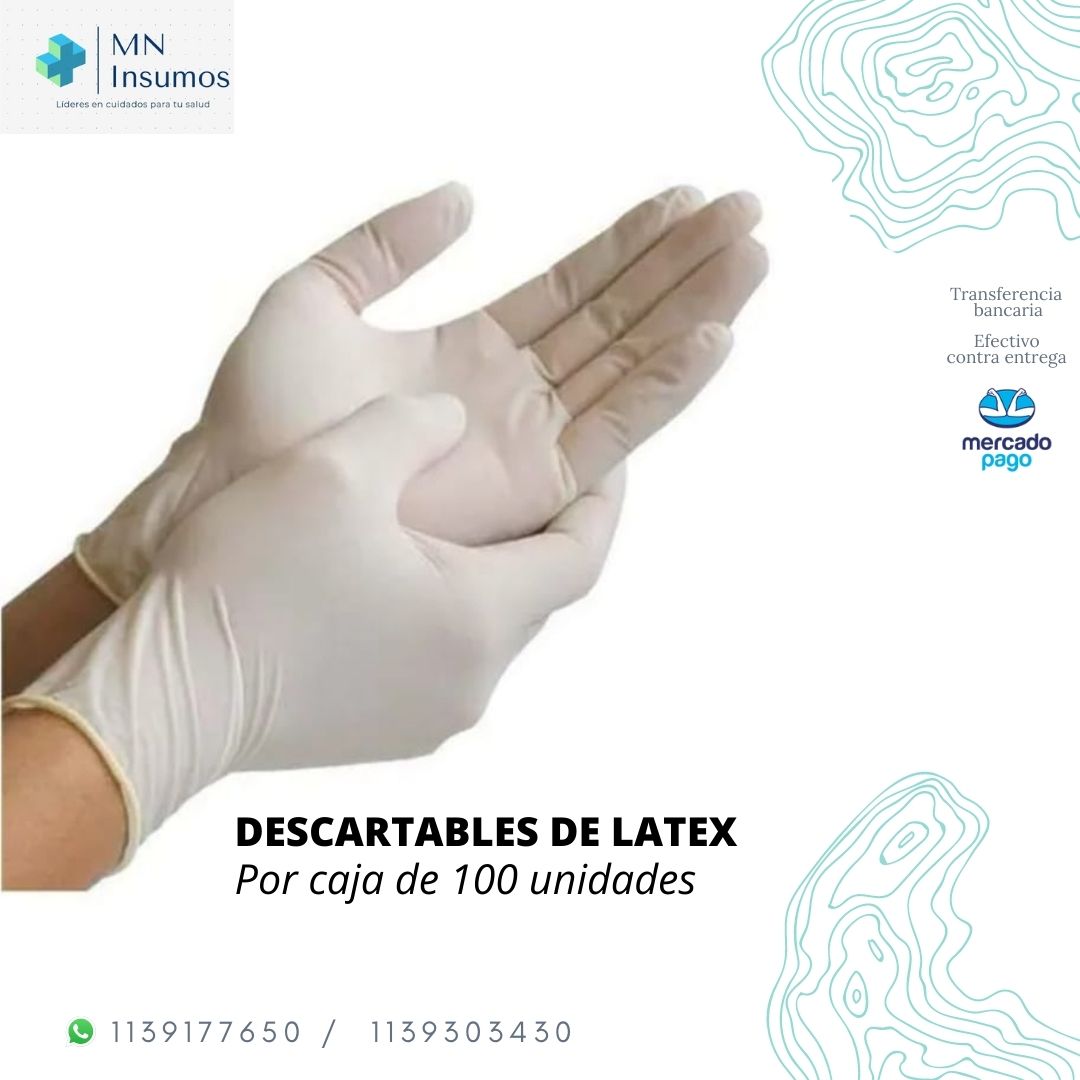 MN
Insumos
Líderes en cuidados para tu salud
Transferencia
bancaria
Efectivo
contra entrega
mercado
pago
DESCARTABLES DE LATEX
Por caja de 100 unidades
1139177650 / 1139303430